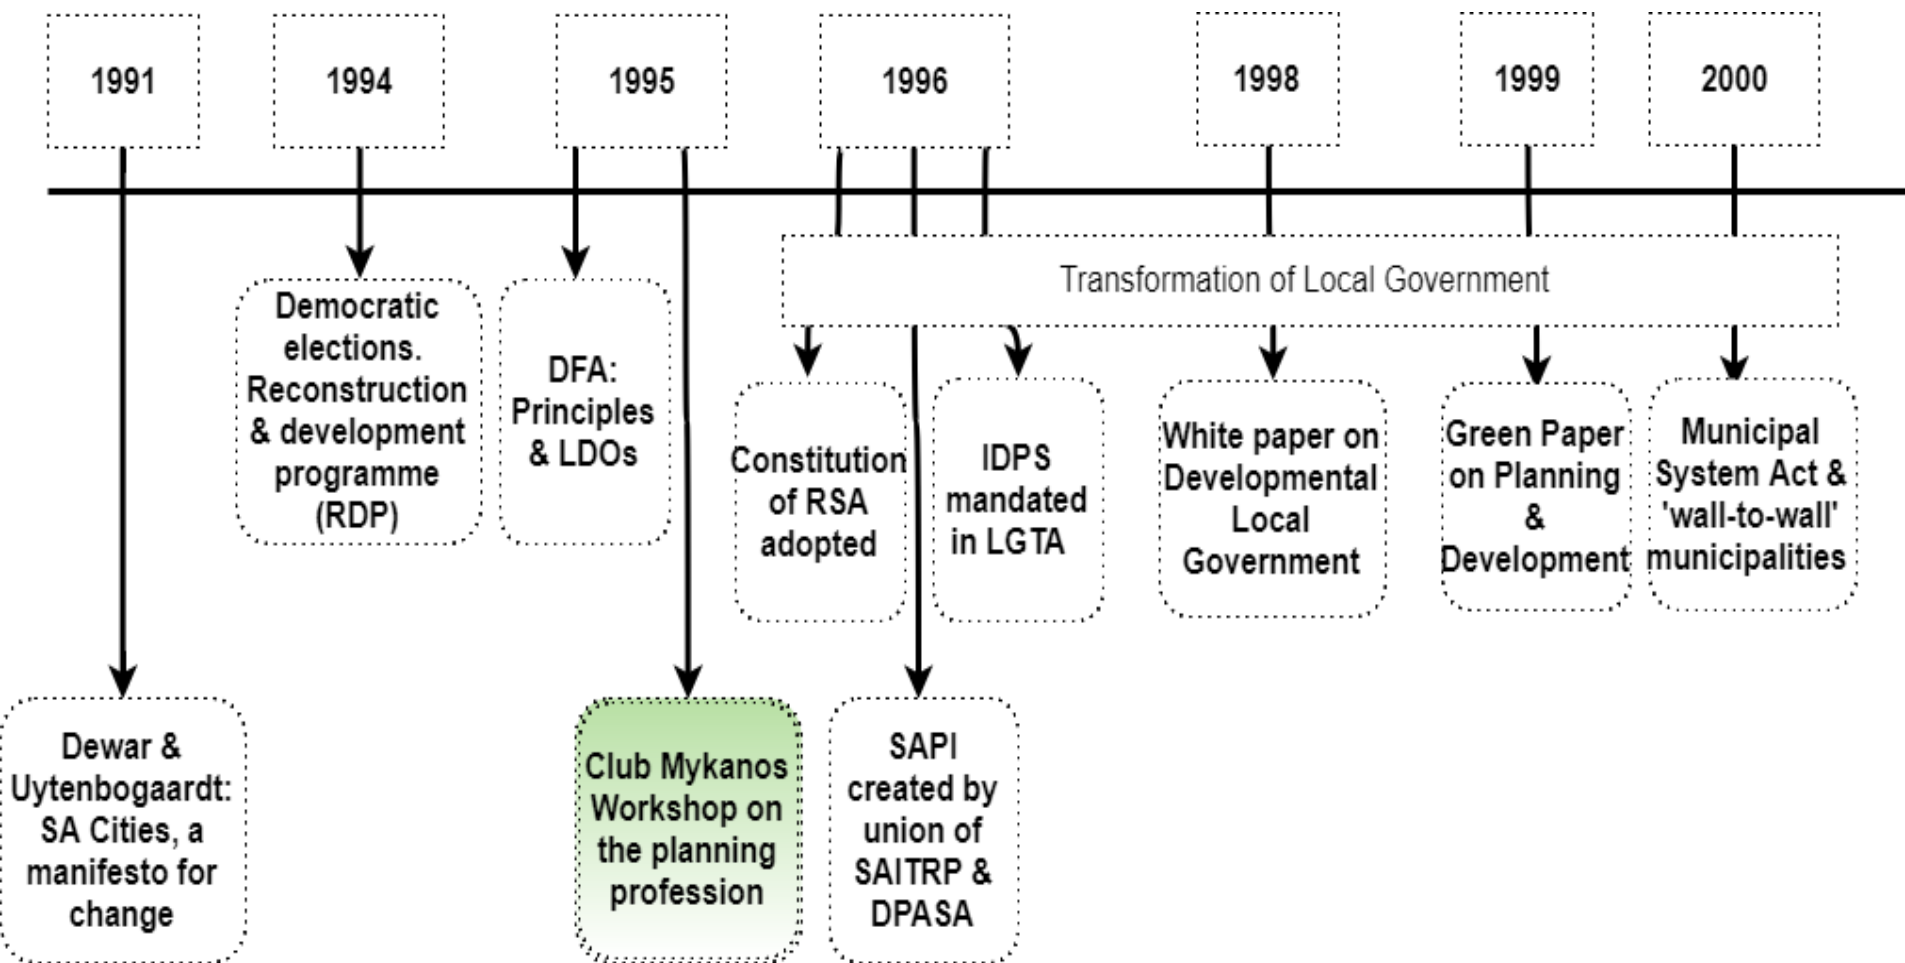 1991
1994
1995
1996
1998
1999
2000
Transformation of Local Government
Democratic
elections.
Reconstruction
& development
programme
(RDP)
DFA:
Principles
& LDOs
Constitution
of RSA
adopted
IDPS
mandated
in LGTA
White paper on
Developmental
Local
Government
Green Paper
on Planning
&
Development
Municipal
System Act &
'wall-to-wall'
municipalities
Dewar &
Uytenbogaardt:
SA Cities, a
manifesto for
change
Club Mykanos
Workshop on
the planning
profession
SAPI
created by
union of
SAITRP &
DPASA